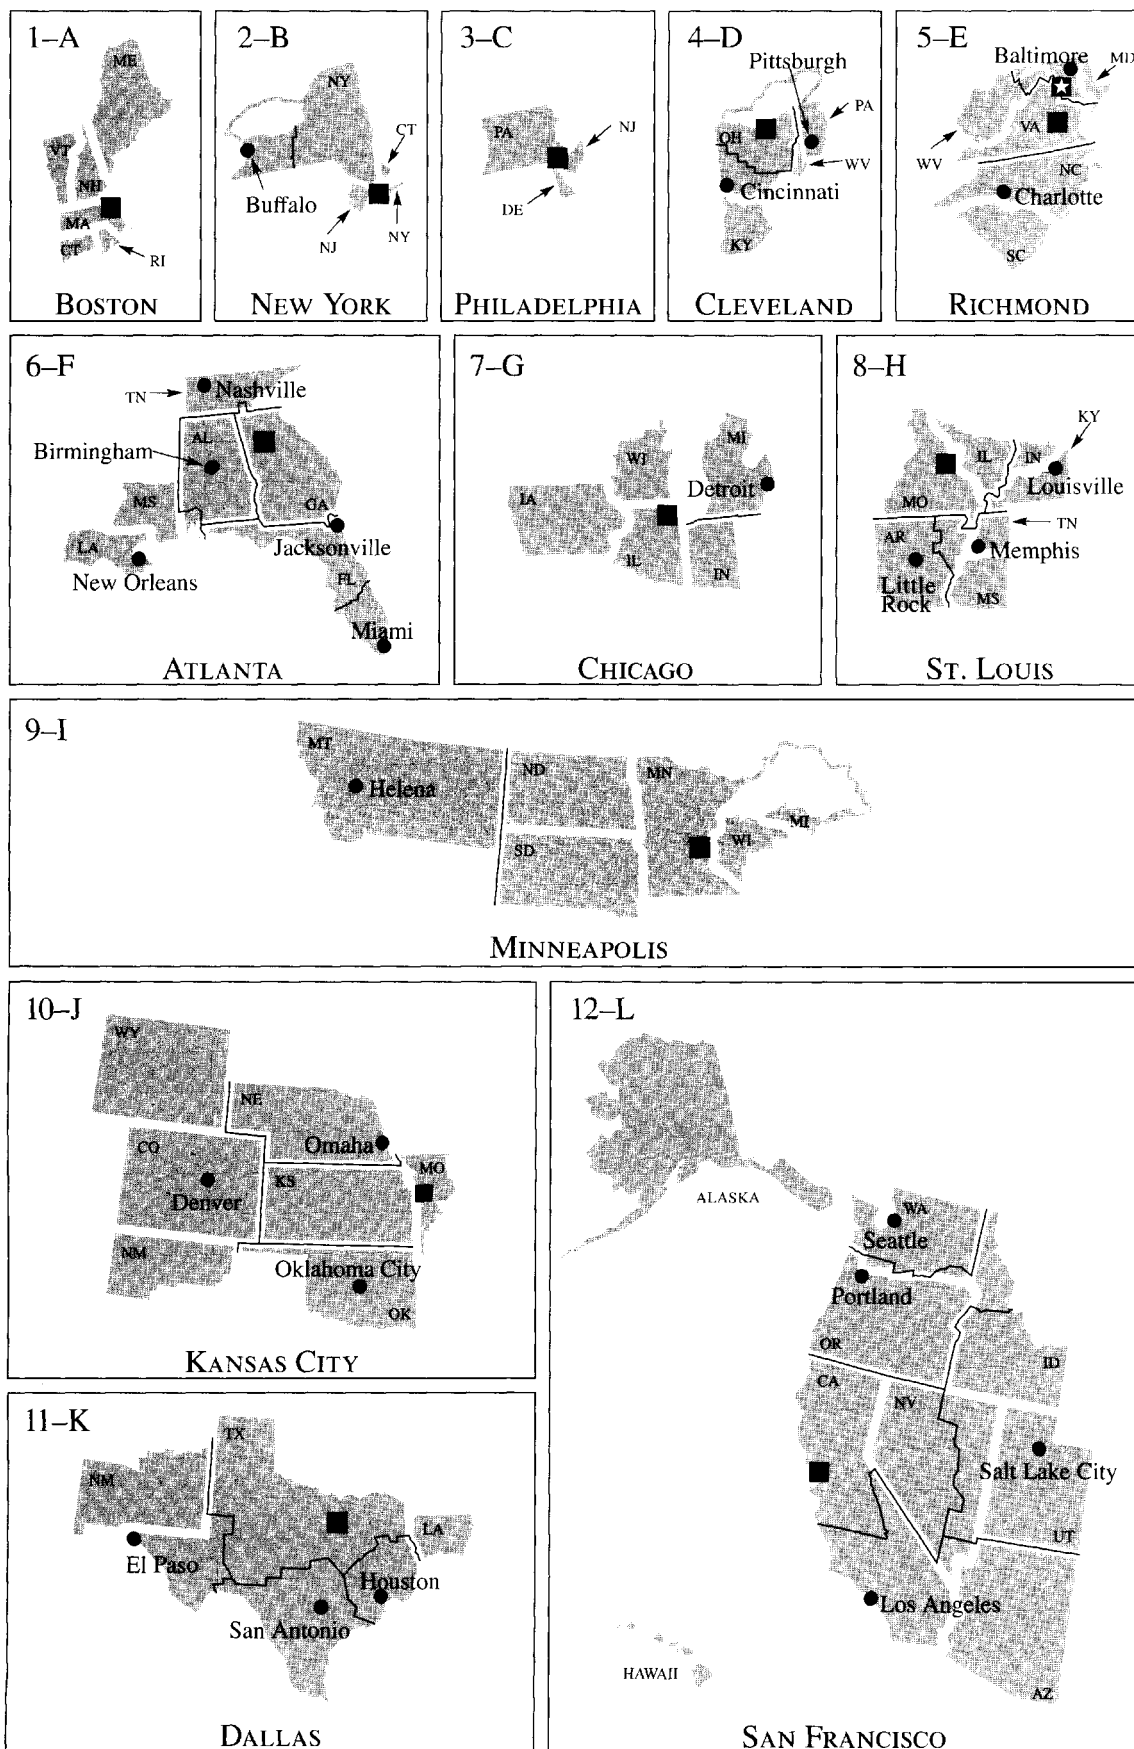 1–A
ME
VT
NH
MA
CT
RI
BOSTON
2–B
NY
CT
Buffalo
NJ
NY
NEW YORK
3–C
PA
NJ
DE
PHILADELPHIA
4–D
Pittsburgh
PA
OH
WV
Cincinnati
KY
CLEVELAND
5–E
Baltimore
MD
VA
WV
NC
Charlotte
SC
RICHMOND
6–F
TN
Nashville
AL
Birmingham
MS
GA
Jacksonville
LA
New Orleans
FL
Miami
ATLANTA
7–G
MI
WI
Detroit
IA
IL
IN
CHICAGO
8–H
KY
IL
IN
Louisville
MO
TN
AR
Memphis
Little
Rock
MS
ST. LOUIS
9–I
MT
ND
MN
Helena
MI
WI
SD
MINNEAPOLIS
10–J
WY
NE
Omaha
CO
MO
KS
Denver
NM
Oklahoma City
OK
KANSAS CITY
11–K
TX
NM
LA
El Paso
Houston
San Antonio
DALLAS
12–L
ALASKA
WA
Seattle
Portland
OR
ID
CA
NV
Salt Lake City
UT
Los Angeles
HAWAII
AZ
SAN FRANCISCO